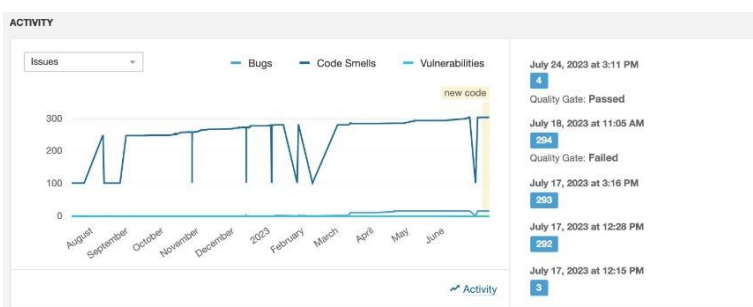 ACTIVITY
Issues
Bugs
Code Smells
Vulnerabilities
new code
300
200
100
0
August
September
October
November
December
2023
February
March
April
May
June
Activity
July 24, 2023 at 3:11 PM
4
Quality Gate: Passed
July 18, 2023 at 11:05 AM
294
Quality Gate: Failed
July 17, 2023 at 3:16 PM
293
July 17, 2023 at 12:28 PM
292
July 17, 2023 at 12:15 PM
3